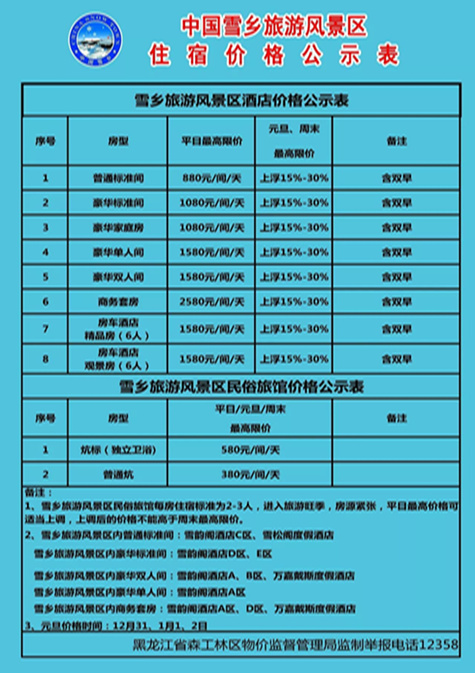 中国雪乡旅游风景区
住宿价格公示表
雪乡旅游风景区酒店价格公示表
序号 房型 平日最高限价 元旦、周末 最高限价 备注
1 普通标准间 880元/间/天 上浮15%-30% 含双早
2 豪华标准间 1080元/间/天 上浮15%-30% 含双早
3 豪华家庭房 1080元/间/天 上浮15%-30% 含双早
4 豪华单人间 1580元/间/天 上浮15%-30% 含双早
5 豪华双人间 1580元/间/天 上浮15%-30% 含双早
6 商务套房 2580元/间/天 上浮15%-30% 含双早
7 房车酒店 精品房（6人） 1580元/间/天 上浮15%-30% 含双早
8 房车酒店 观景房（6人） 1580元/间/天 上浮15%-30% 含双早
雪乡旅游风景区民俗旅馆价格公示表
序号 房型 平日/元旦/周末 最高限价 备注
1 炕标（独立卫浴） 580元/间/天
2 普通炕 380元/间/天
备注：
1、雪乡旅游风景区民俗旅馆每房住宿标准为2-3人，进入旅游旺季，房源紧张，平日最高价格可
适当上调，上调后的价格不能高于周末最高限价。
2、雪乡旅游风景区内普通标准间：雪韵阁酒店C区、雪松阁度假酒店
雪乡旅游风景区内豪华标准间：雪韵阁酒店D区、E区
雪乡旅游风景区内豪华双人间：雪韵阁酒店A、B区、万嘉戴斯度假酒店
雪乡旅游风景区内豪华单人间：雪韵阁酒店A区
雪乡旅游风景区内商务套房：雪韵阁酒店A区、D区、万嘉戴斯度假酒店
3、元旦价格时间：12月31、1月1、2日
黑龙江省森工林区物价监督管理局监制举报电话12358